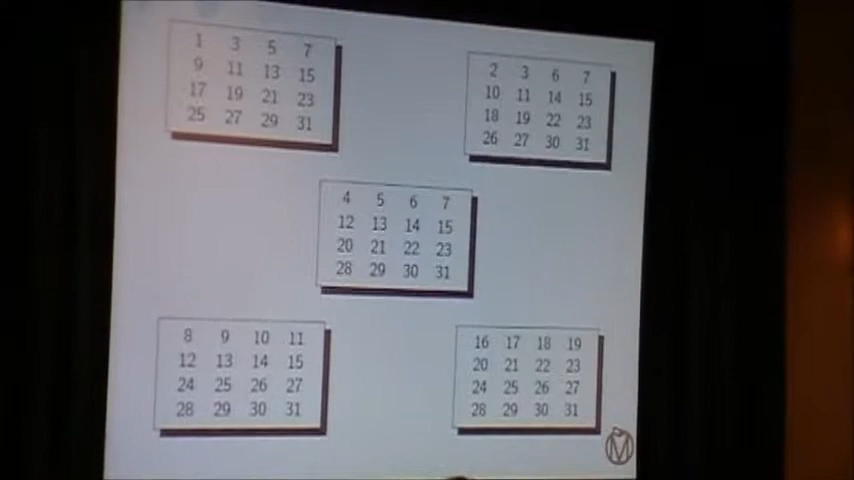 1 3 5 7
9 11 13 15
17 19 21 23
25 27 29 31
2 3 6 7
10 11 14 15
18 19 22 23
26 27 30 31
4 5 6 7
12 13 14 15
20 21 22 23
28 29 30 31
8 9 10 11
12 13 14 15
24 25 26 27
28 29 30 31
16 17 18 19
20 21 22 23
24 25 26 27
28 29 30 31
M